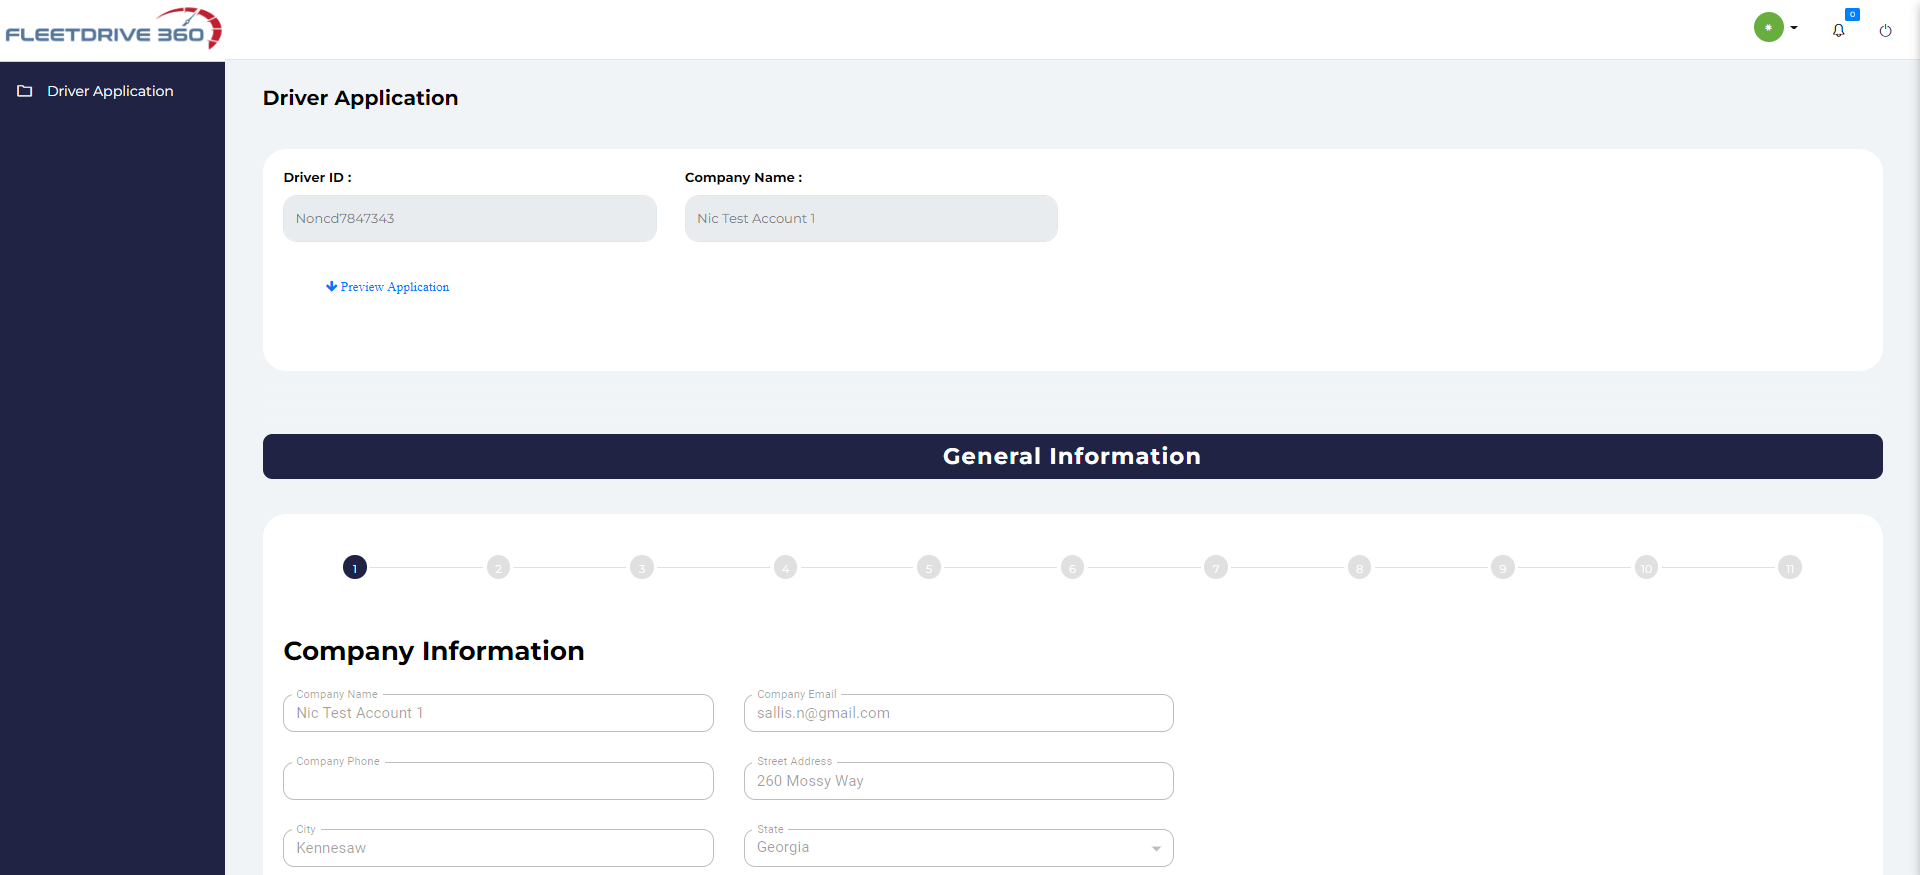 FLEETDRIVE 360
0
Driver Application
Driver Application
Driver ID :
Company Name :
Noncd7847343
Nic Test Account 1
Preview Application
General Information
1 2 3 4 5 6 7 8 9 10 11
Company Information
Company Name
Company Email
Nic Test Account 1
sallis.n@gmail.com
Company Phone
Street Address
260 Mossy Way
City
State
Kennesaw
Georgia